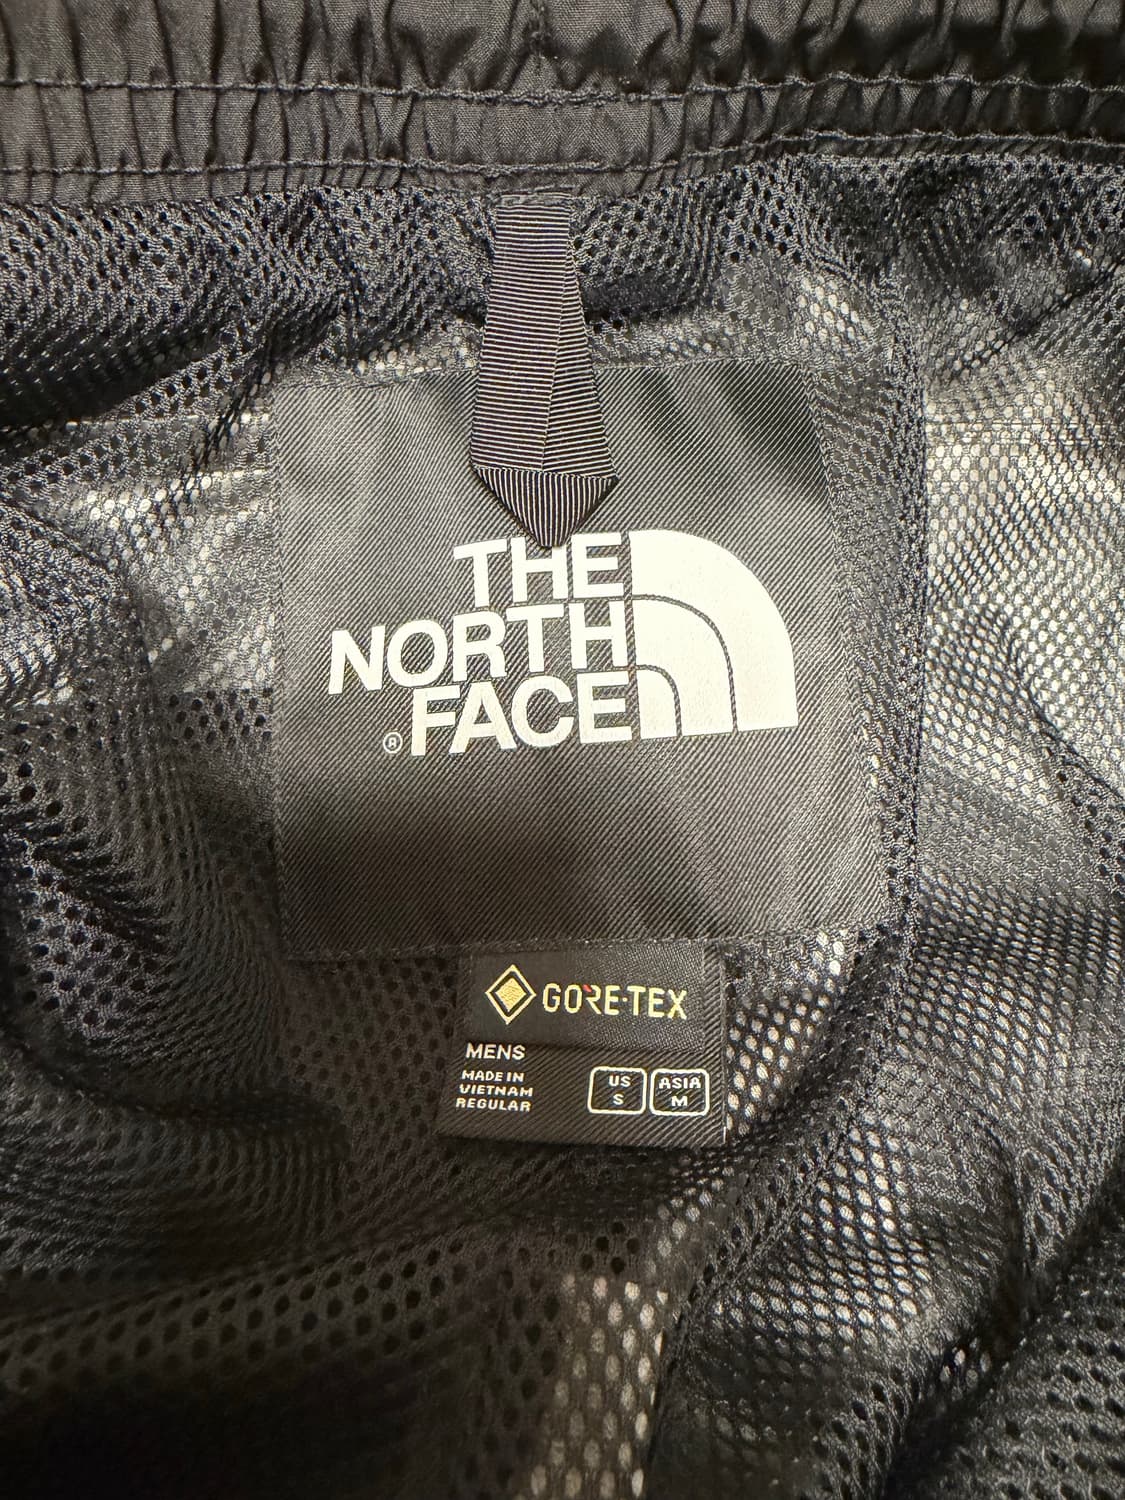 THE
NORTH
FACE
®
GORE-TEX
MENS
MADE IN
VIETNAM
REGULAR
US
S
ASIA
M